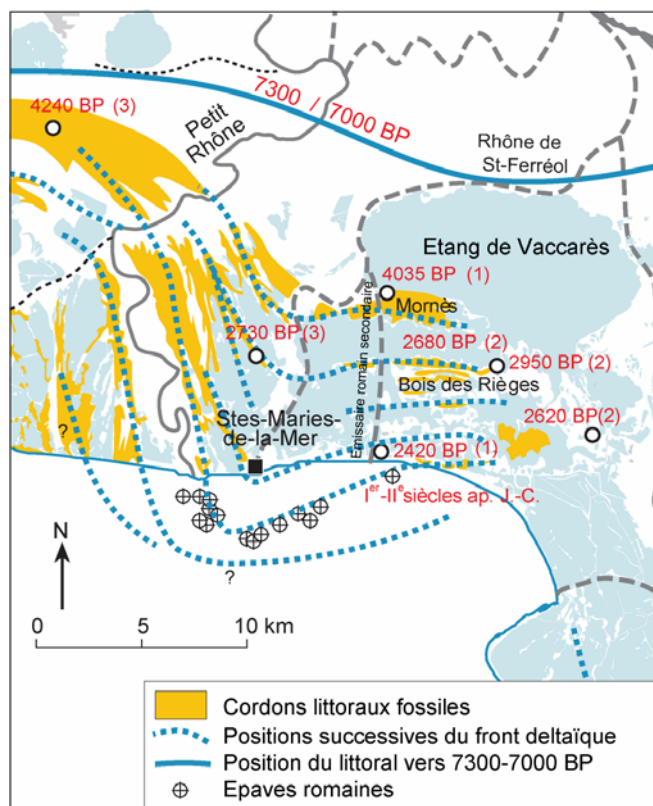 4240 BP (3)
7300 / 7000 BP
Petit
Rhône
Rhône de
St-Ferréol
Etang de Vaccarès
4035 BP (1)
Mornès
2730 BP(3)
2680 BP (2)
2950 BP (2)
Bois des Rièges
Emissaire romain secondaire
2620 BP(2)
Stes-Maries-
de-la-Mer
2420 BP (1)
?
Ier-IIe siècles ap. J.-C.
N
?
0 5 10 km
Cordons littoraux fossiles
Positions successives du front deltaïque
Position du littoral vers 7300-7000 BP
Epaves romaines